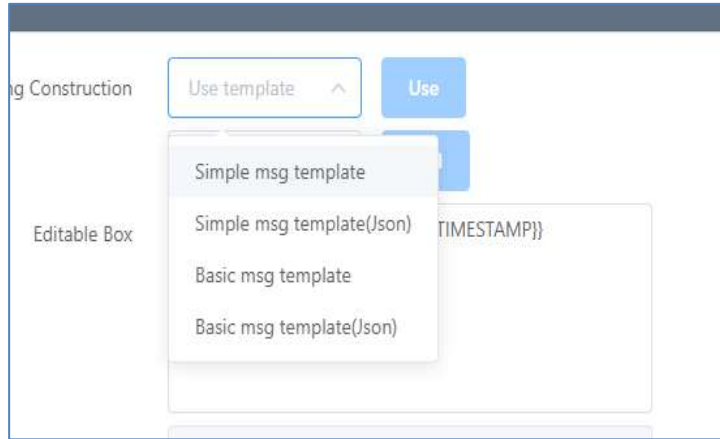 ng Construction Use template Use
Simple msg template
Simple msg template(Json)
Editable Box TIMESTAMP}}
Basic msg template
Basic msg template(Json)